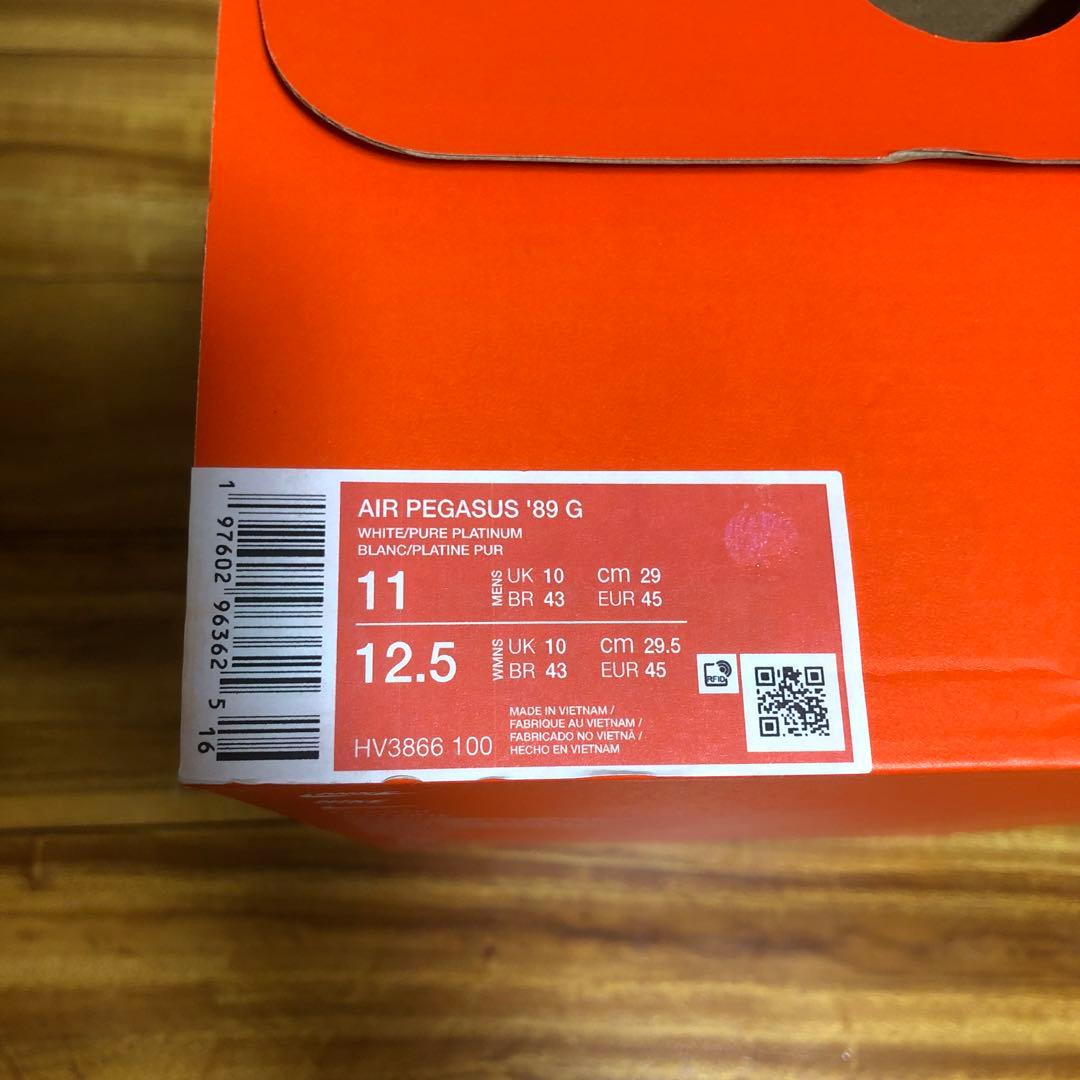 AIR PEGASUS '89 G
WHITE/PURE PLATINUM
BLANC/PLATINE PUR
11 MENS UK 10 cm 29
BR 43 EUR 45
12.5 WMNS UK 10 cm 29.5
BR 43 EUR 45
RFID
HV3866 100
MADE IN VIETNAM /
FABRIQUE AU VIETNAM /
FABRICADO NO VIETNÃ /
HECHO EN VIETNAM
1 97602 96362 5 16